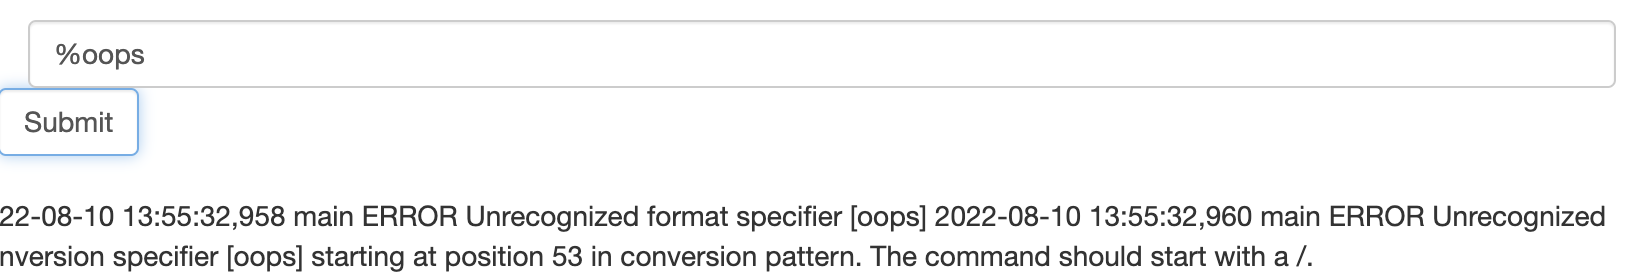 %oops
Submit
22-08-10 13:55:32,958 main ERROR Unrecognized format specifier [oops] 2022-08-10 13:55:32,960 main ERROR Unrecognized
nversion specifier [oops] starting at position 53 in conversion pattern. The command should start with a /.